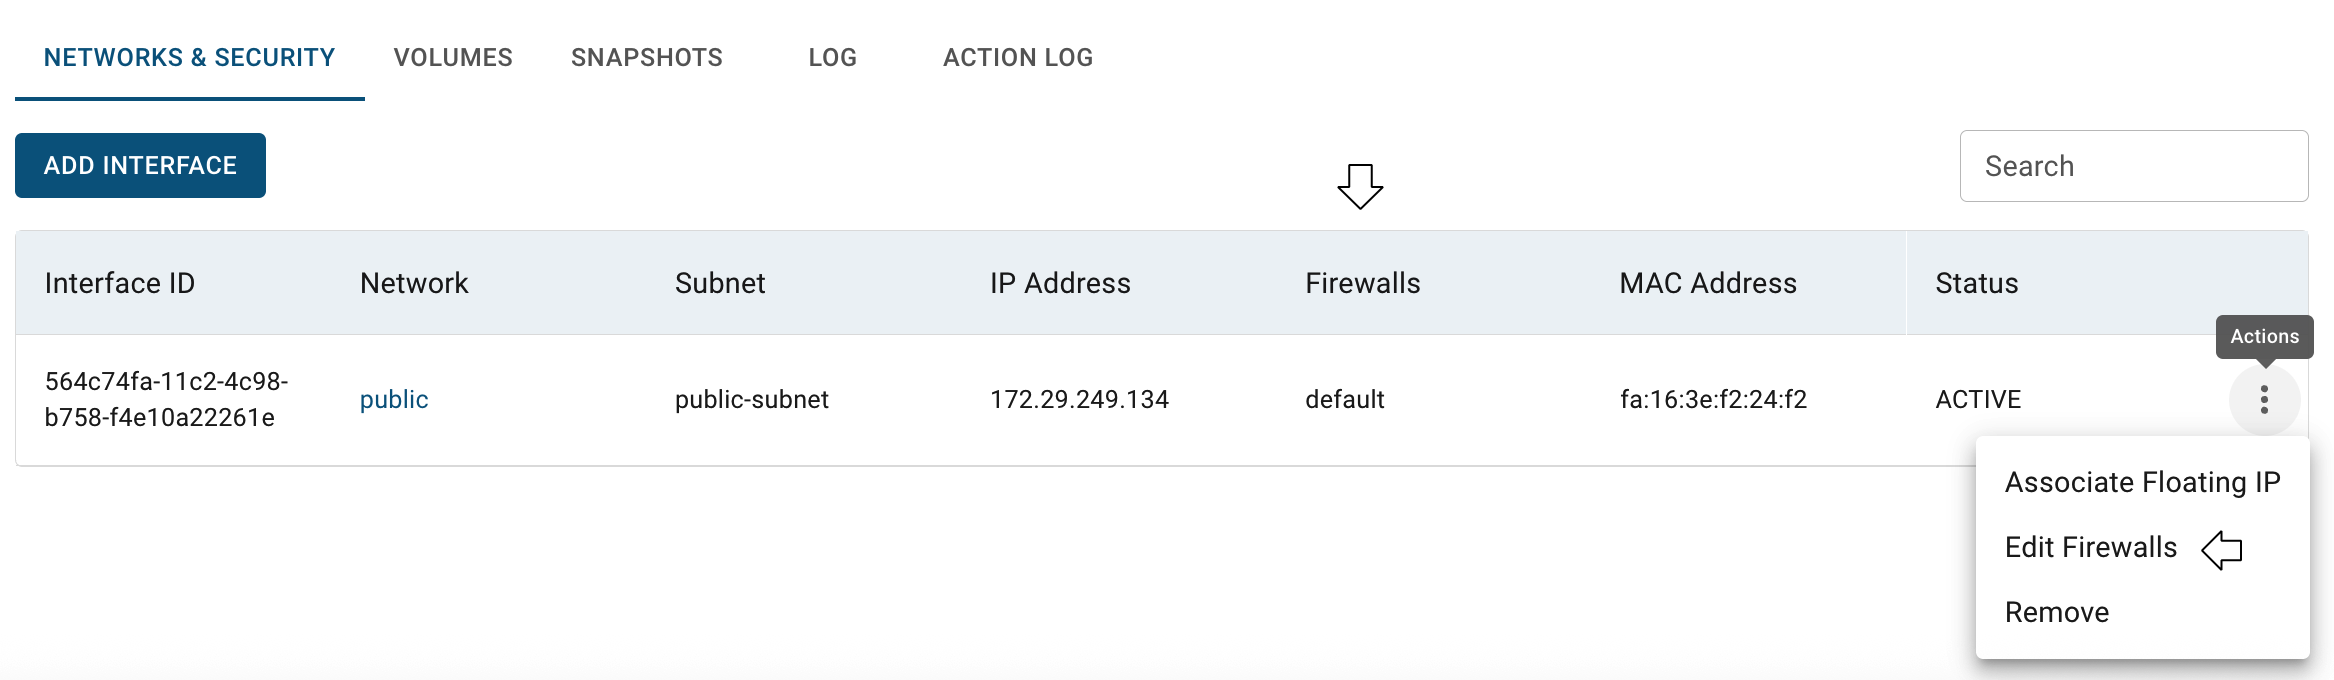 NETWORKS & SECURITY VOLUMES SNAPSHOTS LOG ACTION LOG
ADD INTERFACE Search
Interface ID Network Subnet IP Address Firewalls MAC Address Status
Actions
564c74fa-11c2-4c98-
b758-f4e10a22261e public public-subnet 172.29.249.134 default fa:16:3e:f2:24:f2 ACTIVE
Associate Floating IP
Edit Firewalls
Remove